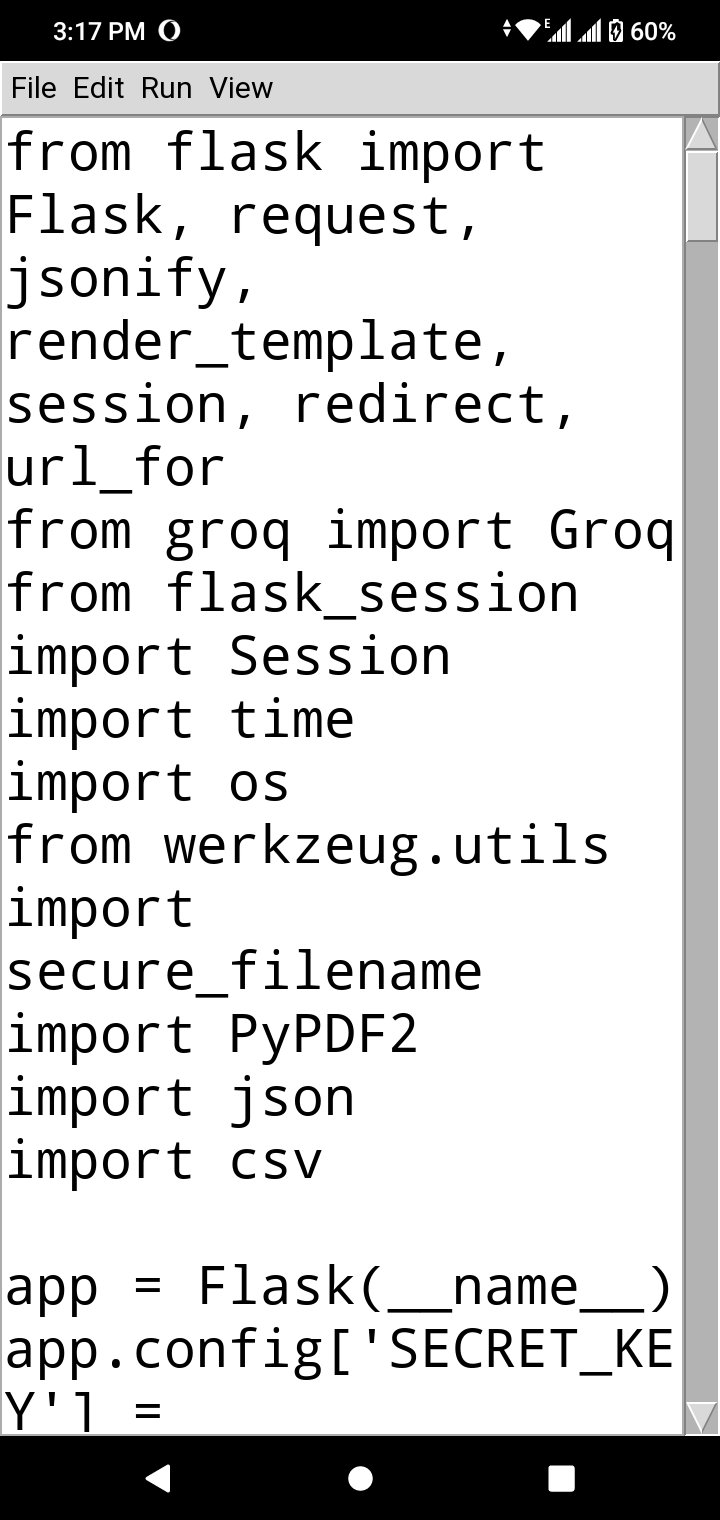 3:17 PM
E
60%
File Edit Run View
from flask import
Flask, request,
jsonify,
render_template,
session, redirect,
url_for
from groq import Groq
from flask_session
import Session
import time
import os
from werkzeug.utils
import
secure_filename
import PyPDF2
import json
import csv
app = Flask(__name__)
app.config['SECRET_KE
Y'] =